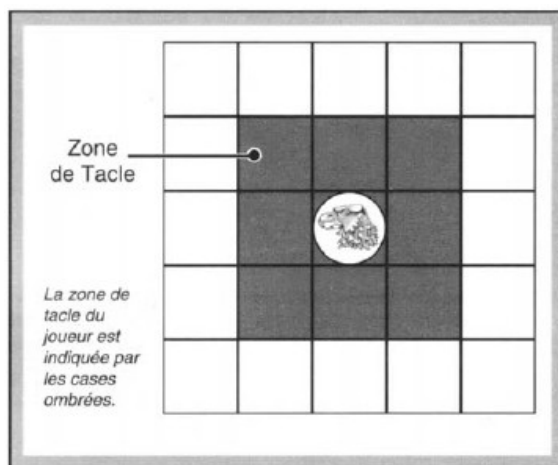 Zone
de Tacle
La zone de
tacle du
joueur est
indiquée par
les cases
ombrées.